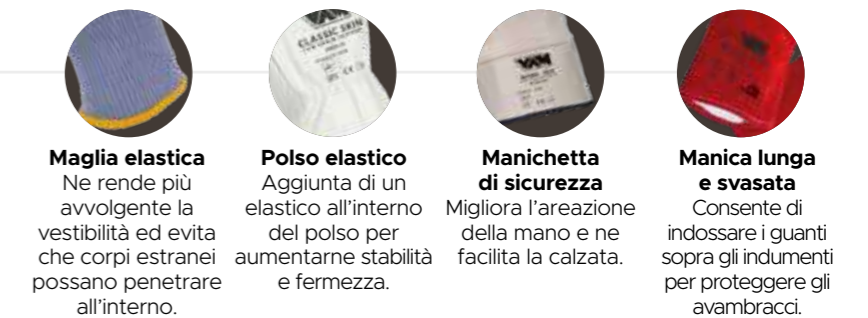 CLASSIC SKIN
Maglia elastica
Ne rende più
avvolgente la
vestibilità ed evita
che corpi estranei
possano penetrare
all’interno.
Polso elastico
Aggiunta di un
elastico all’interno
del polso per
aumentarne stabilità
e fermezza.
Manichetta
di sicurezza
Migliora l’areazione
della mano e ne
facilita la calzata.
Manica lunga
e svasata
Consente di
indossare i guanti
sopra gli indumenti
per proteggere gli
avambracci.